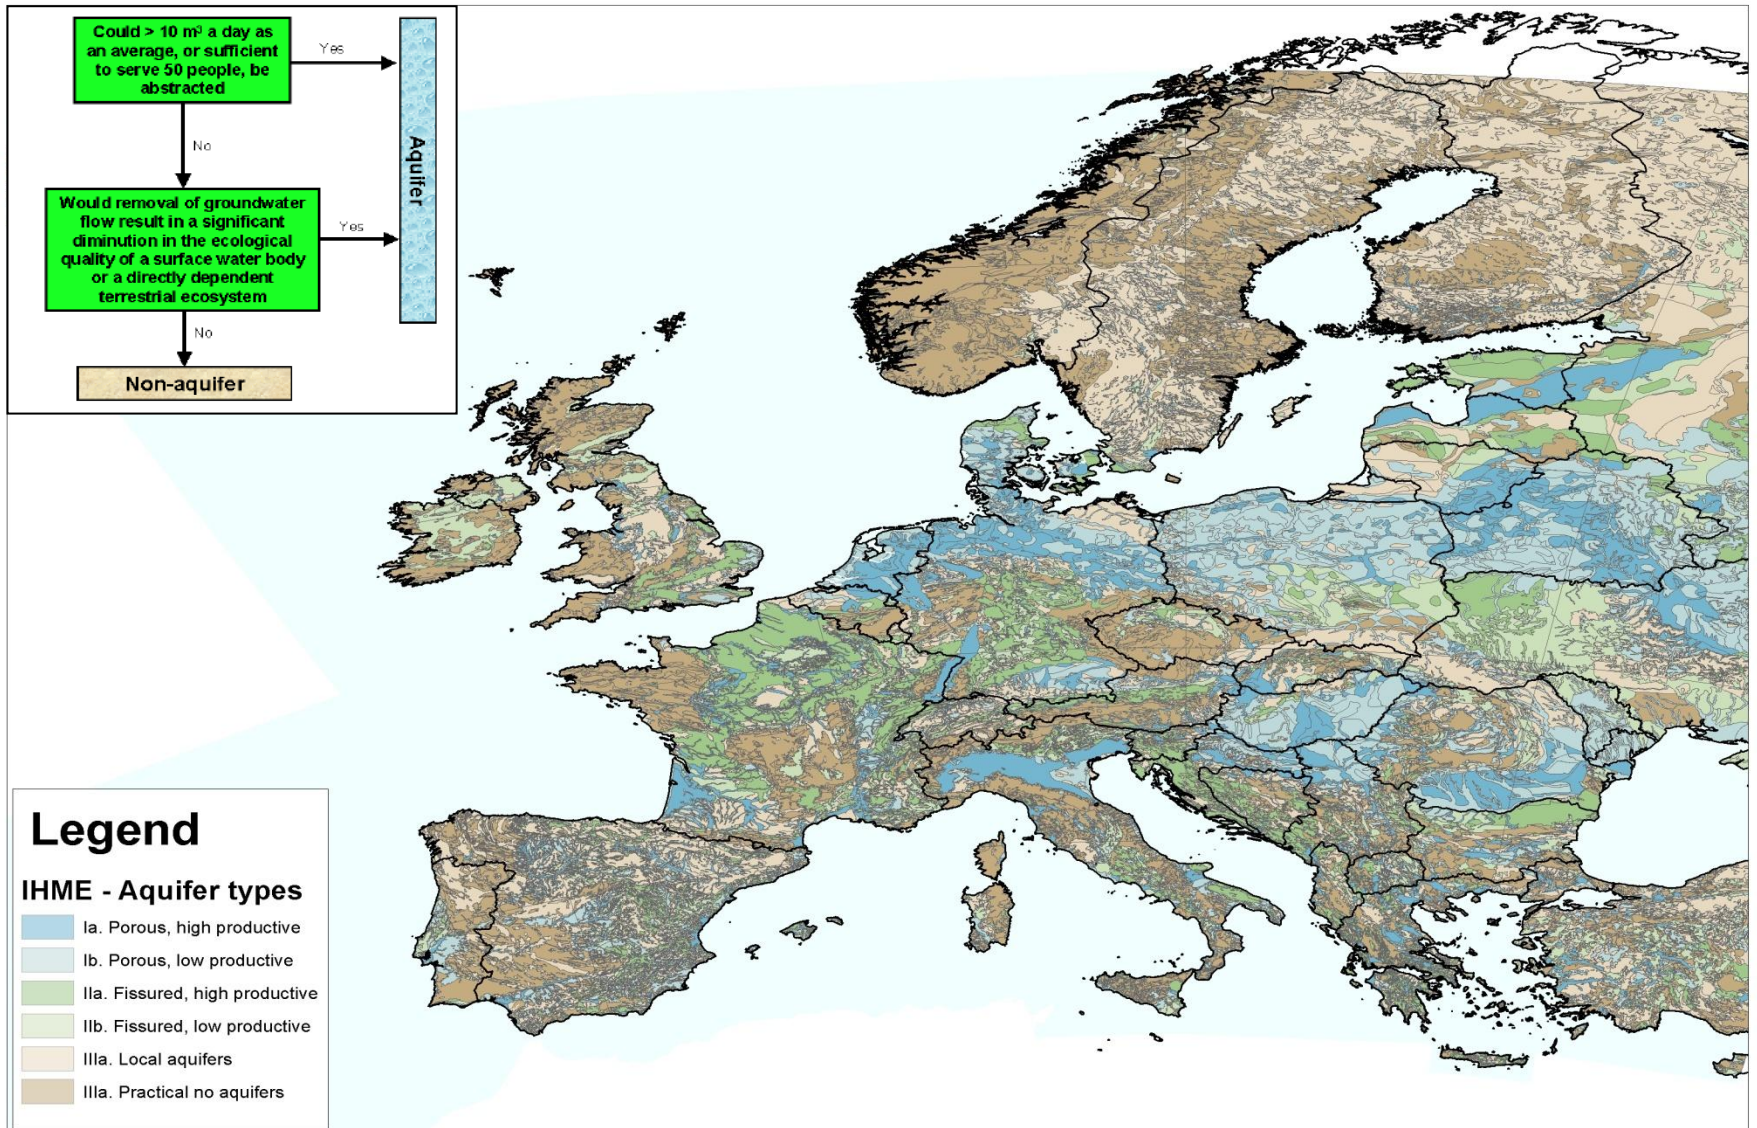 Could > 10 m³ a day as
an average, or sufficient
to serve 50 people, be
abstracted
Yes
No
Would removal of groundwater
flow result in a significant
diminution in the ecological
quality of a surface water body
or a directly dependent
terrestrial ecosystem
Yes
No
Non-aquifer
Aquifer
Legend
IHME - Aquifer types
Ia. Porous, high productive
Ib. Porous, low productive
IIa. Fissured, high productive
IIb. Fissured, low productive
IIIa. Local aquifers
IIIa. Practical no aquifers